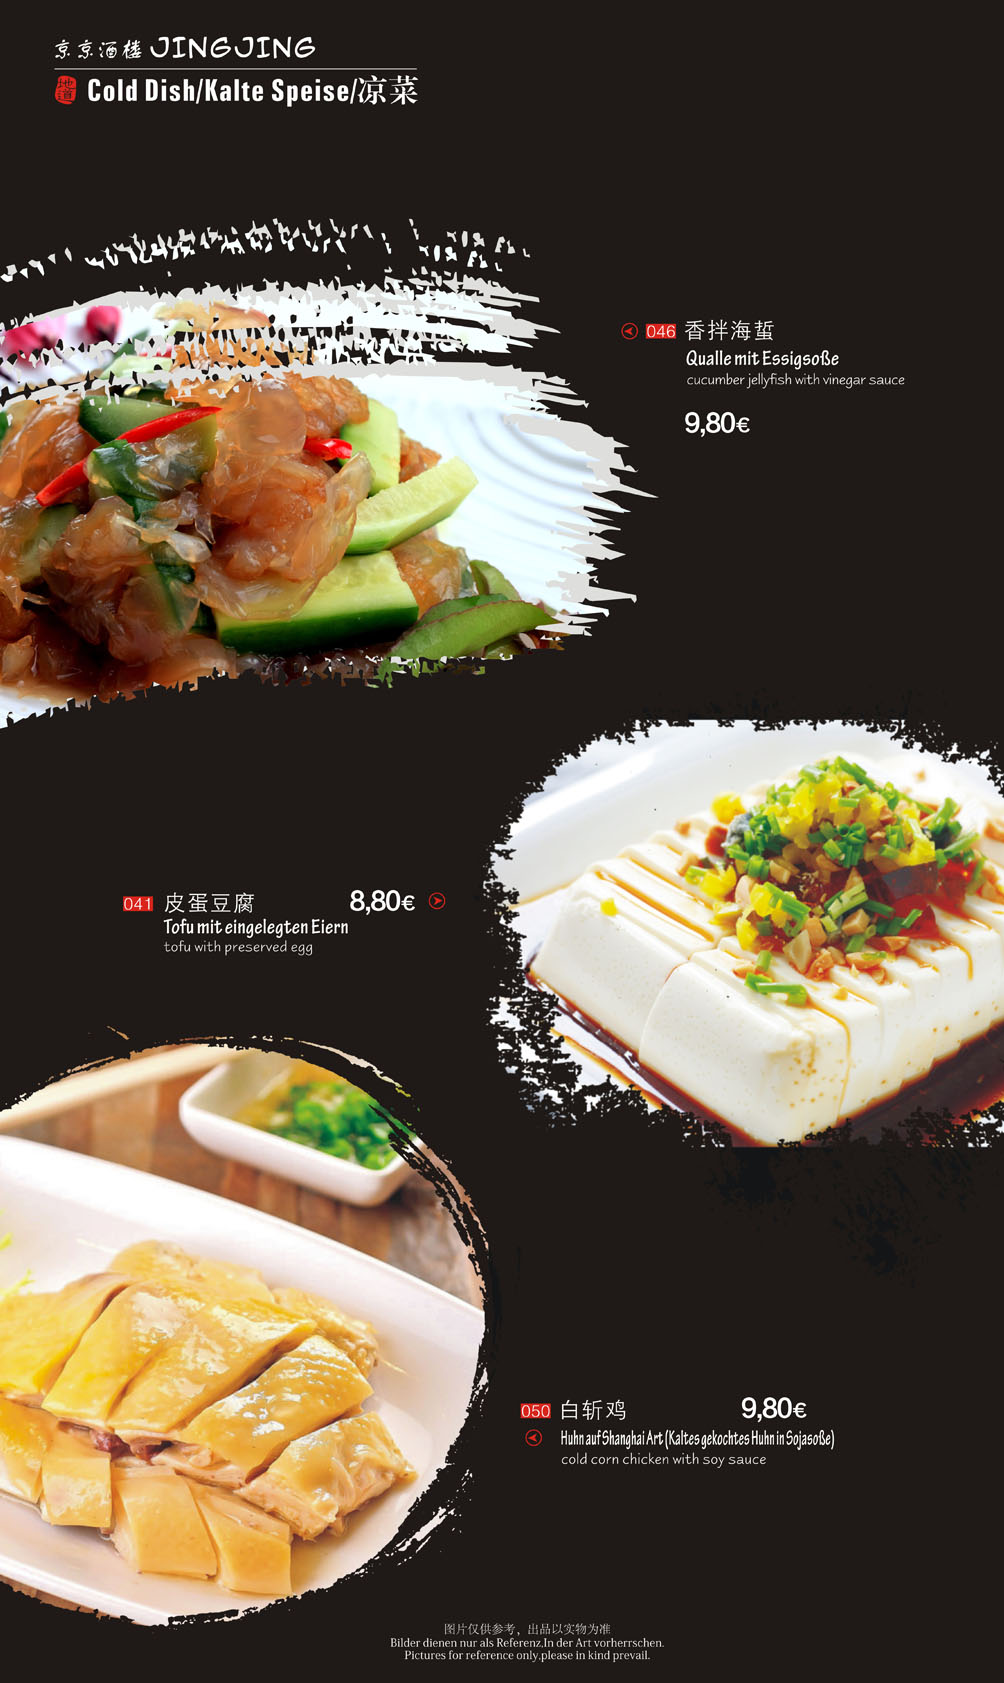 京京酒楼 JINGJING
地道 Cold Dish/Kalte Speise/凉菜
046 香拌海蜇
Qualle mit Essigsoße
cucumber jellyfish with vinegar sauce
9,80€
041 皮蛋豆腐 8,80€
Tofu mit eingelegten Eiern
tofu with preserved egg
050 白斩鸡 9,80€
Huhn auf Shanghai Art (Kaltes gekochtes Huhn in Sojasoße)
cold corn chicken with soy sauce
图片仅供参考，出品以实物为准
Bilder dienen nur als Referenz,In der Art vorherrschen.
Pictures for reference only,please in kind prevail.